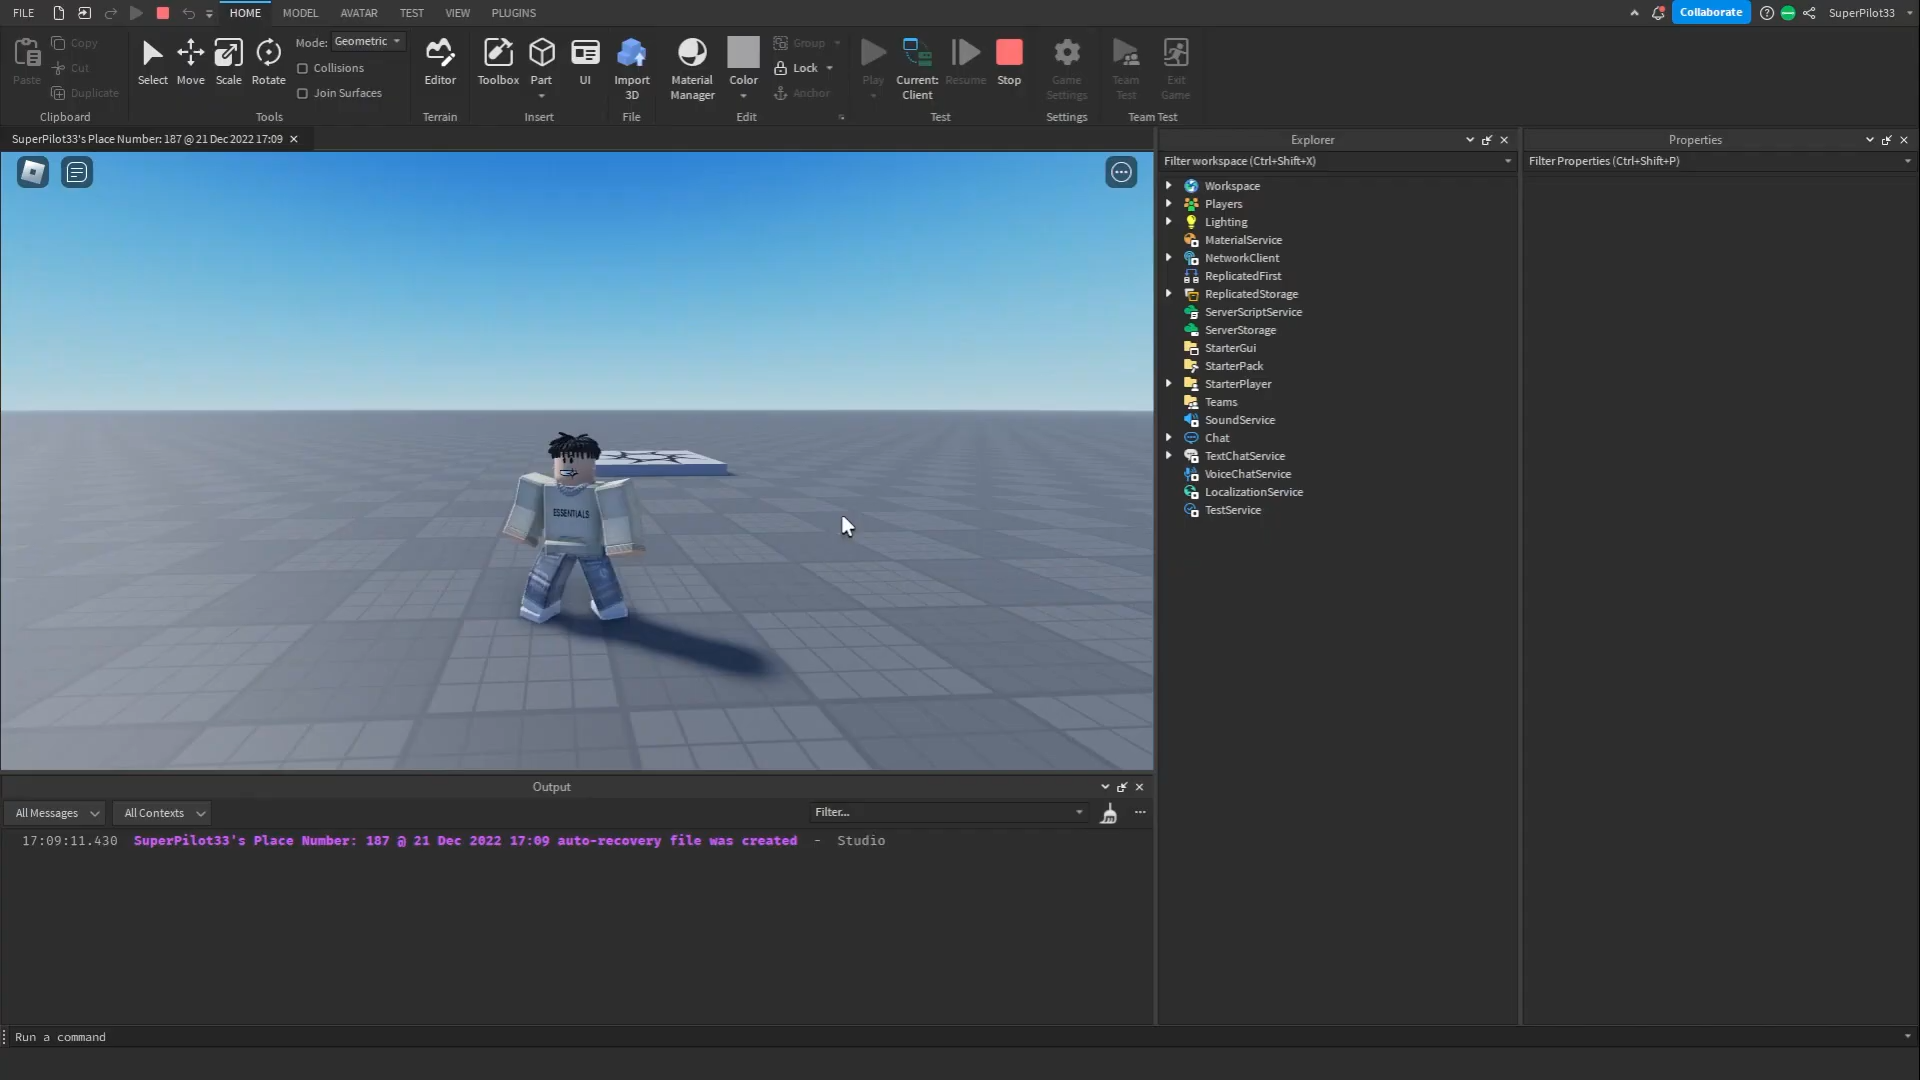 FILE HOME MODEL AVATAR TEST VIEW PLUGINS Collaborate SuperPilot33
Paste Copy Cut Duplicate
Clipboard
Select Move Scale Rotate
Mode: Geometric
Collisions
Join Surfaces
Tools
Editor
Terrain
Toolbox Part UI
Insert
Import
3D
File
Material
Manager
Color
Group
Lock
Anchor
Edit
Play
Current:
Client
Resume
Stop
Test
Game
Settings
Settings
Team
Test
Exit
Game
Team Test
SuperPilot33's Place Number: 187 @ 21 Dec 2022 17:09
ESSENTIALS
Explorer
Filter workspace (Ctrl+Shift+X)
Workspace
Players
Lighting
MaterialService
NetworkClient
ReplicatedFirst
ReplicatedStorage
ServerScriptService
ServerStorage
StarterGui
StarterPack
StarterPlayer
Teams
SoundService
Chat
TextChatService
VoiceChatService
LocalizationService
TestService
Properties
Filter Properties (Ctrl+Shift+P)
Output
All Messages All Contexts Filter...
17:09:11.430 SuperPilot33's Place Number: 187 @ 21 Dec 2022 17:09 auto-recovery file was created - Studio
Run a command